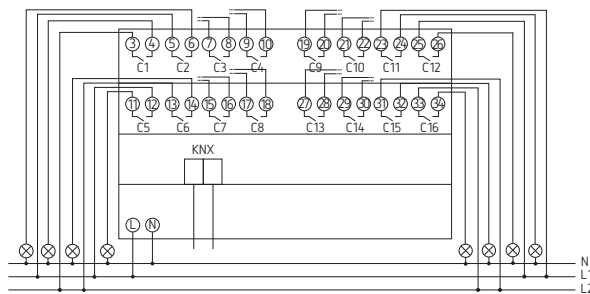 3 4 5 6 7 8 9 10 19 20 21 22 23 24 25 26
C1 C2 C3 C4 C9 C10 C11 C12
11 12 13 14 15 16 17 18 27 28 29 30 31 32 33 34
C5 C6 C7 C8 C13 C14 C15 C16
KNX
L N
N
L1
L2